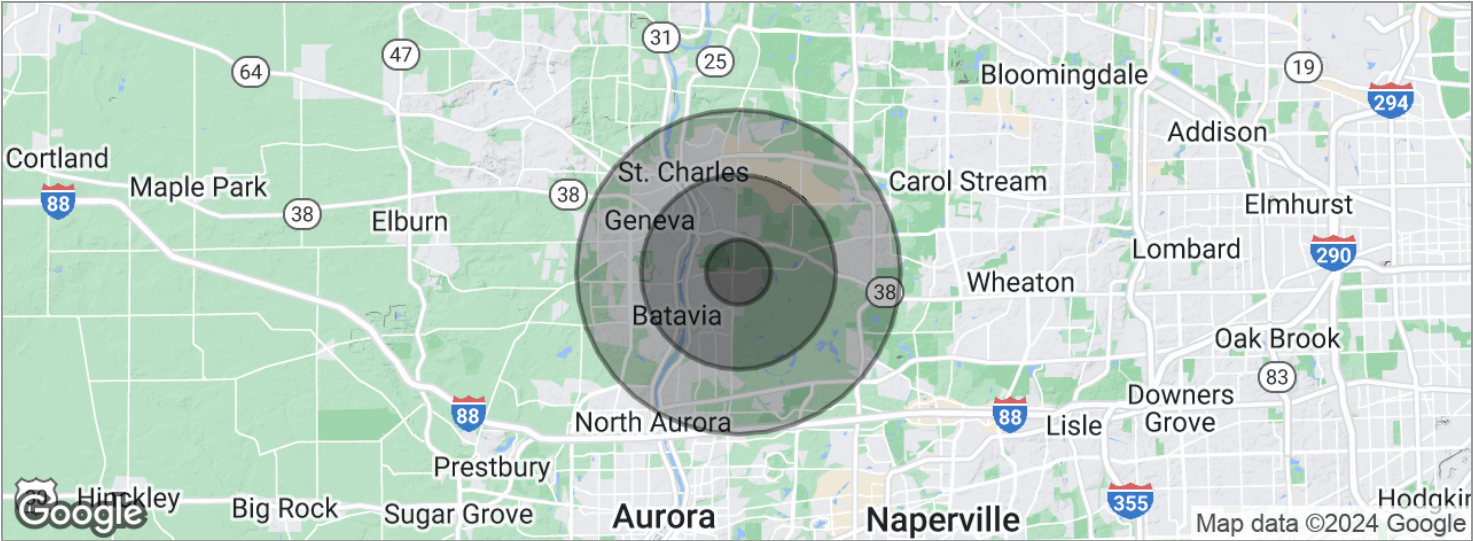 31
47
25
64
Bloomingdale
19
294
Addison
Cortland
St. Charles
Maple Park
Carol Stream
38
88
Elmhurst
38
Elburn
Geneva
Lombard
290
Wheaton
38
Batavia
Oak Brook
83
Downers
Grove
88
88
North Aurora
Lisle
Prestbury
Hinckley
355
Hodgkin
Big Rock
Sugar Grove
Aurora
Naperville
Google
Map data ©2024 Google